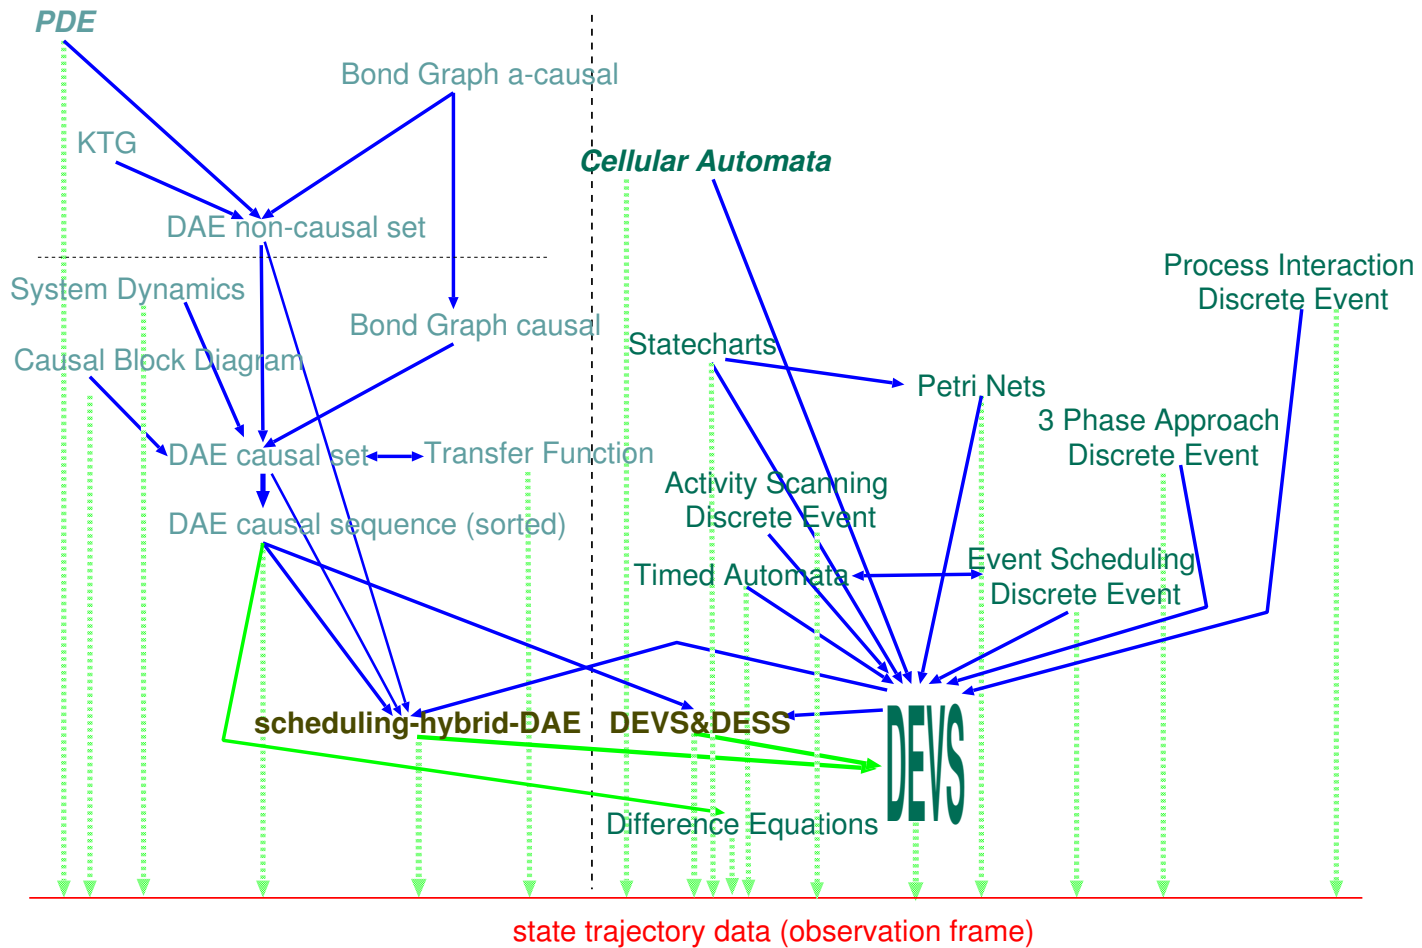 PDE
Bond Graph a-causal
KTG
Cellular Automata
DAE non-causal set
Process Interaction
Discrete Event
System Dynamics
Bond Graph causal
Statecharts
Causal Block Diagram
Petri Nets
3 Phase Approach
Discrete Event
DAE causal set
Transfer Function
Activity Scanning
Discrete Event
DAE causal sequence (sorted)
Timed Automata
Event Scheduling
Discrete Event
scheduling-hybrid-DAE
DEVS&DESS
DEVS
Difference Equations
state trajectory data (observation frame)